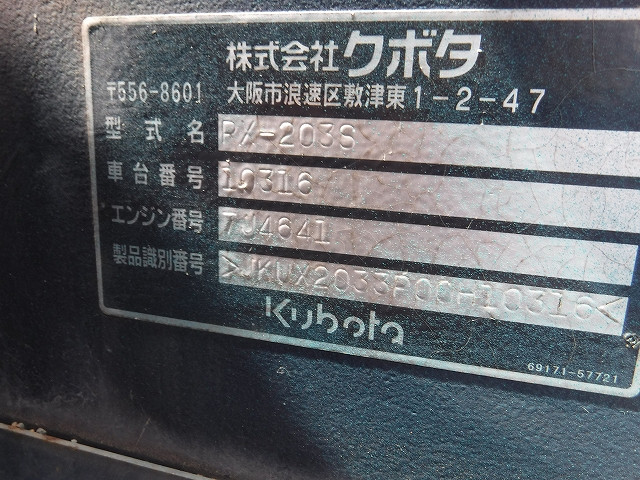 株式会社クボタ
〒556-8601 大阪市浪速区敷津東1-2-47
型式名 RX-203S
車台番号 10316
エンジン番号 7J4641
製品識別番号 >JKUX2033P00H10316<
Kubota
69171-57721